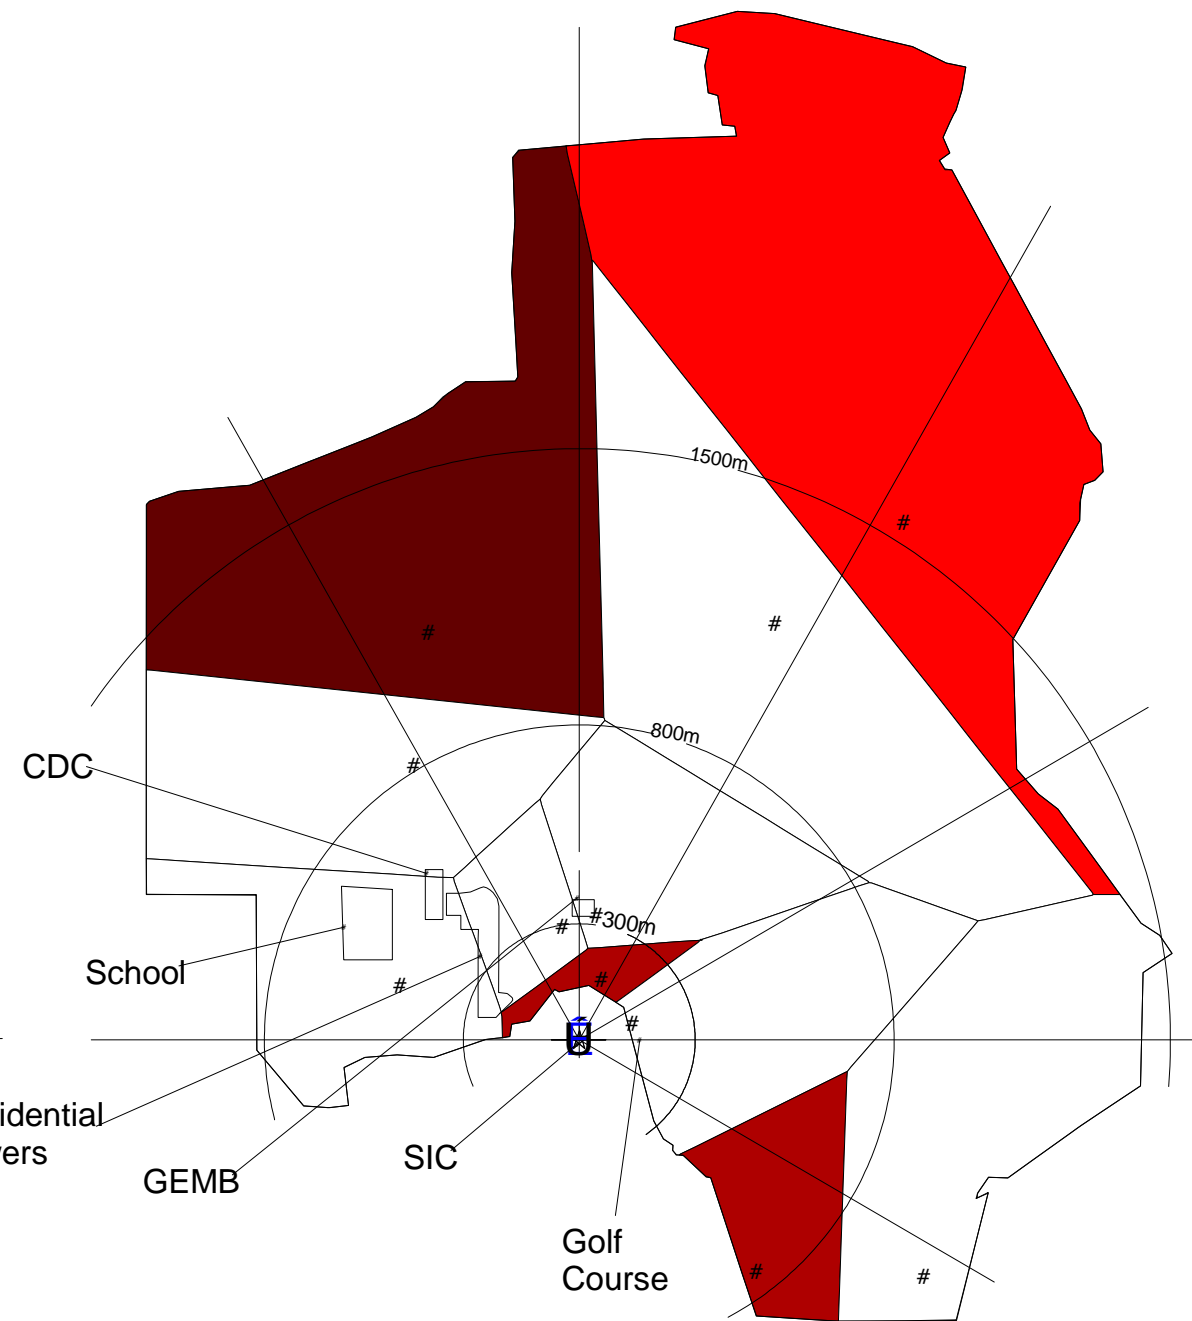 1500m
#
#
#
800m
CDC
#
#300m
#
School
#
#
#
idential
ers
SIC
GEMB
Golf
Course
#
#